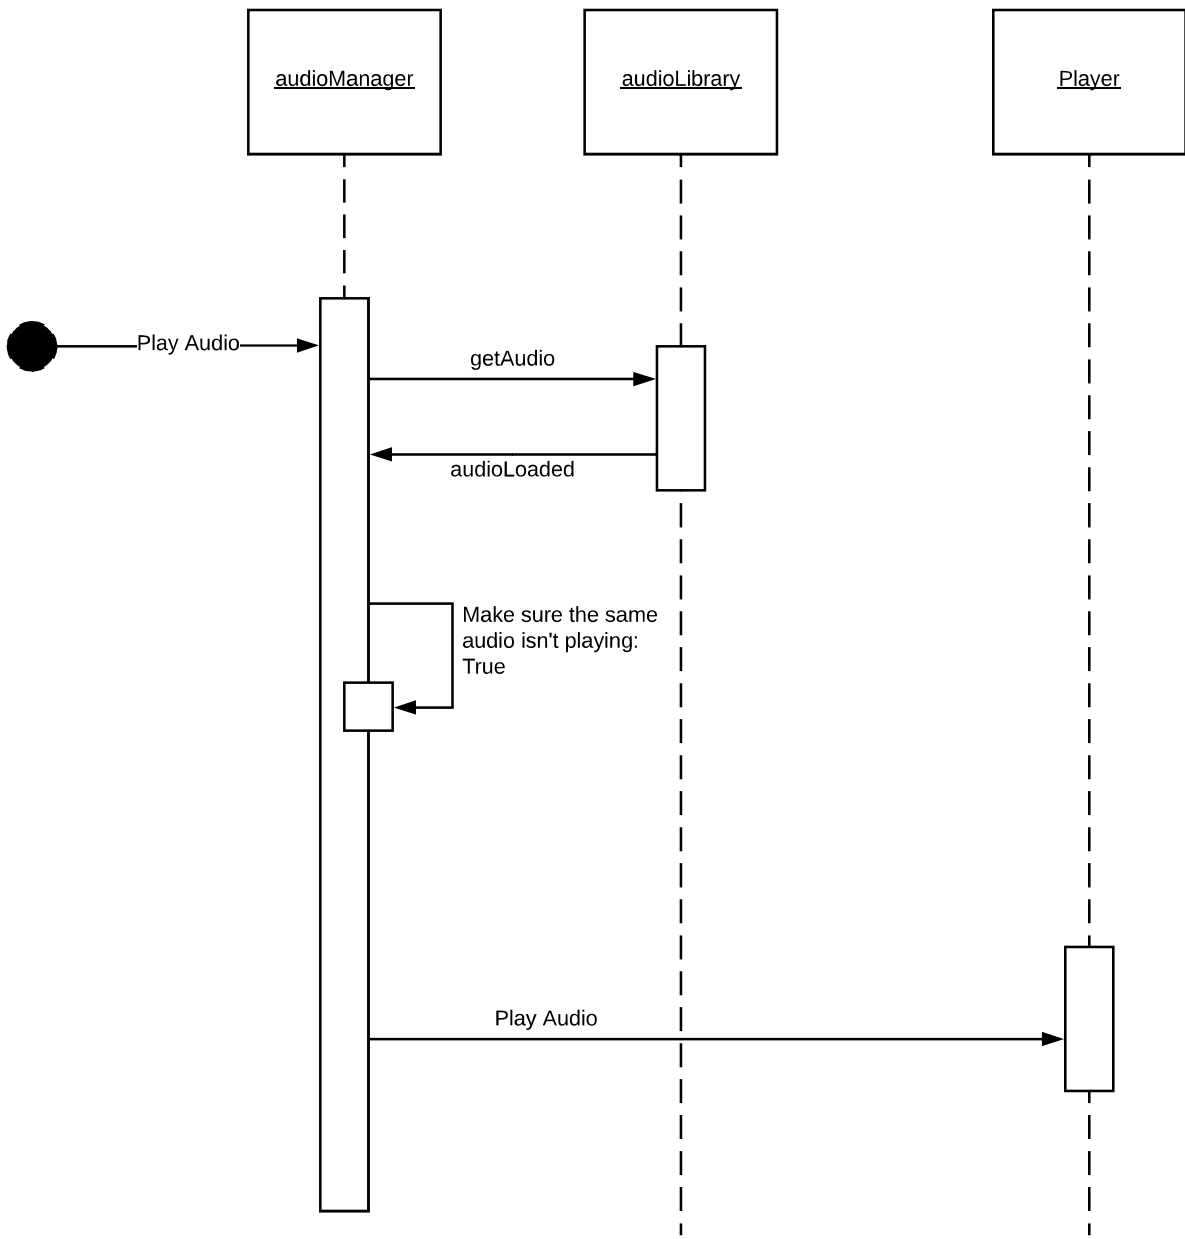 audioManager
audioLibrary
Player
Play Audio
getAudio
audioLoaded
Make sure the same
audio isn't playing:
True
Play Audio